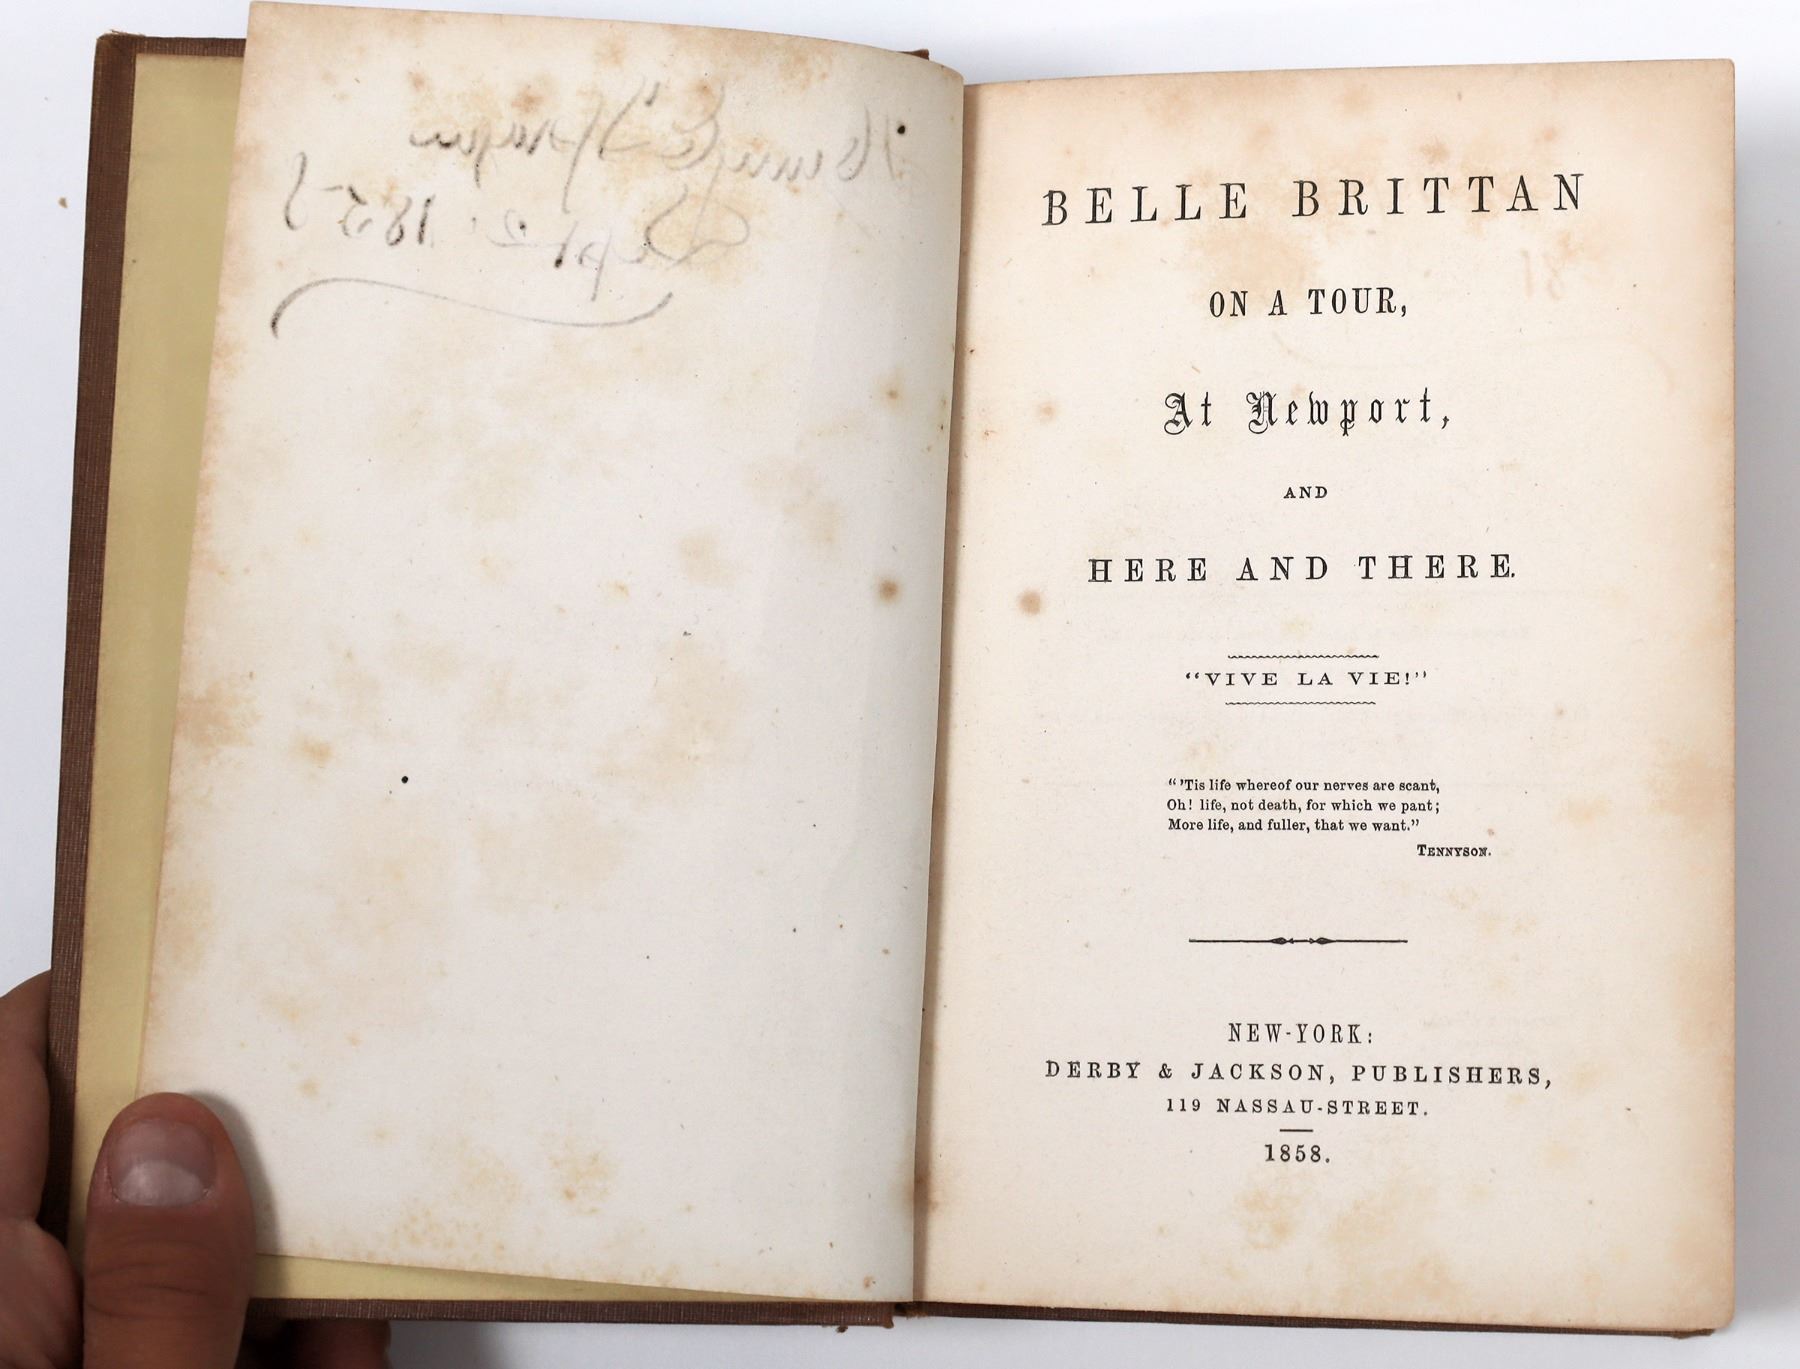 BELLE BRITTAN
ON A TOUR,
At Newport,
AND
HERE AND THERE.
"VIVE LA VIE!"
"'Tis life whereof our nerves are scant,
Oh! life, not death, for which we pant;
More life, and fuller, that we want."
TENNYSON.
NEW-YORK:
DERBY & JACKSON, PUBLISHERS,
119 NASSAU-STREET.
1858.